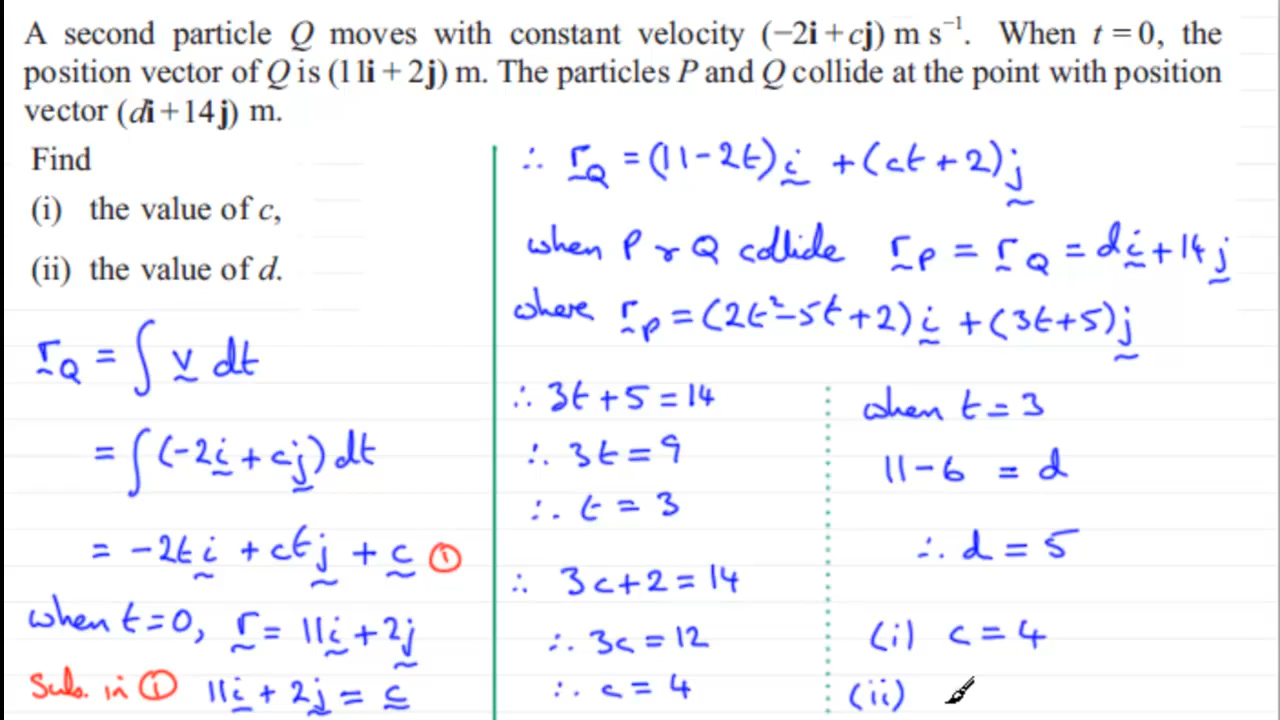 A second particle Q moves with constant velocity (−2i + cj) m s⁻¹. When t = 0, the
position vector of Q is (11i + 2j) m. The particles P and Q collide at the point with position
vector (di + 14j) m.
Find
(i) the value of c,
(ii) the value of d.
r_Q = ∫ v dt
= ∫ (-2i + cj) dt
= -2t i + ct j + c ①
when t = 0, r = 11i + 2j
Subs. in ① 11i + 2j = c
∴ r_Q = (11 - 2t) i + (ct + 2) j
when P & Q collide r_P = r_Q = di + 14j
where r_P = (2t² - 5t + 2) i + (3t + 5) j
∴ 3t + 5 = 14
∴ 3t = 9
∴ t = 3
∴ 3c + 2 = 14
∴ 3c = 12
∴ c = 4
when t = 3
11 - 6 = d
∴ d = 5
(i) c = 4
(ii)